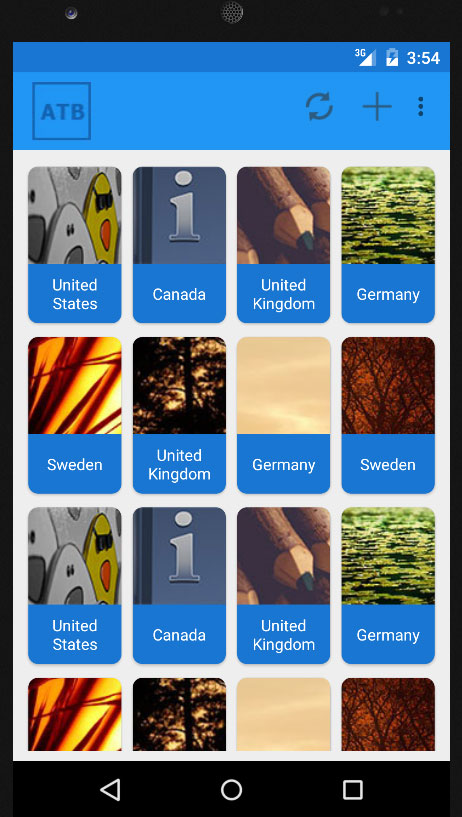 3G 3:54
ATB
United
States
Canada
United
Kingdom
Germany
Sweden
United
Kingdom
Germany
Sweden
United
States
Canada
United
Kingdom
Germany